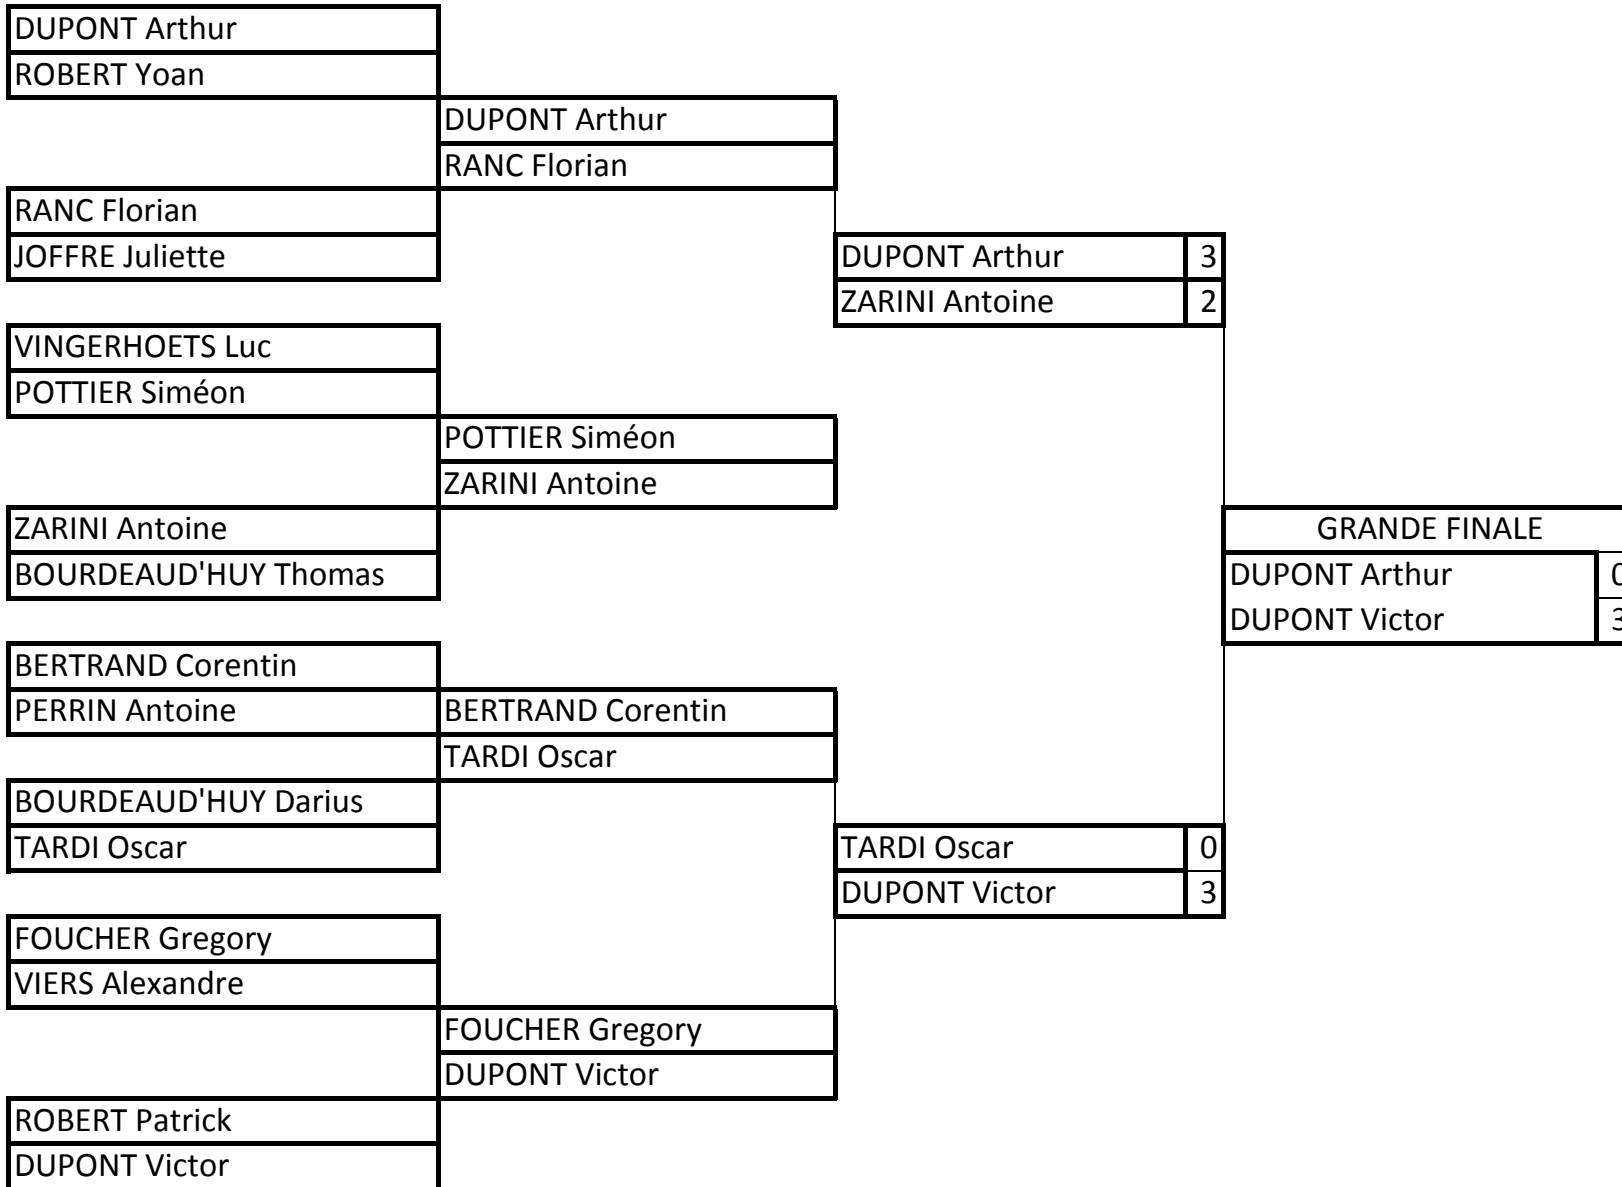 DUPONT Arthur
ROBERT Yoan
DUPONT Arthur
RANC Florian
RANC Florian
JOFFRE Juliette
DUPONT Arthur 3
ZARINI Antoine 2
VINGERHOETS Luc
POTTIER Siméon
POTTIER Siméon
ZARINI Antoine
ZARINI Antoine
BOURDEAUD'HUY Thomas
GRANDE FINALE
DUPONT Arthur 0
DUPONT Victor 3
BERTRAND Corentin
PERRIN Antoine
BERTRAND Corentin
TARDI Oscar
BOURDEAUD'HUY Darius
TARDI Oscar
TARDI Oscar 0
DUPONT Victor 3
FOUCHER Gregory
VIERS Alexandre
FOUCHER Gregory
DUPONT Victor
ROBERT Patrick
DUPONT Victor